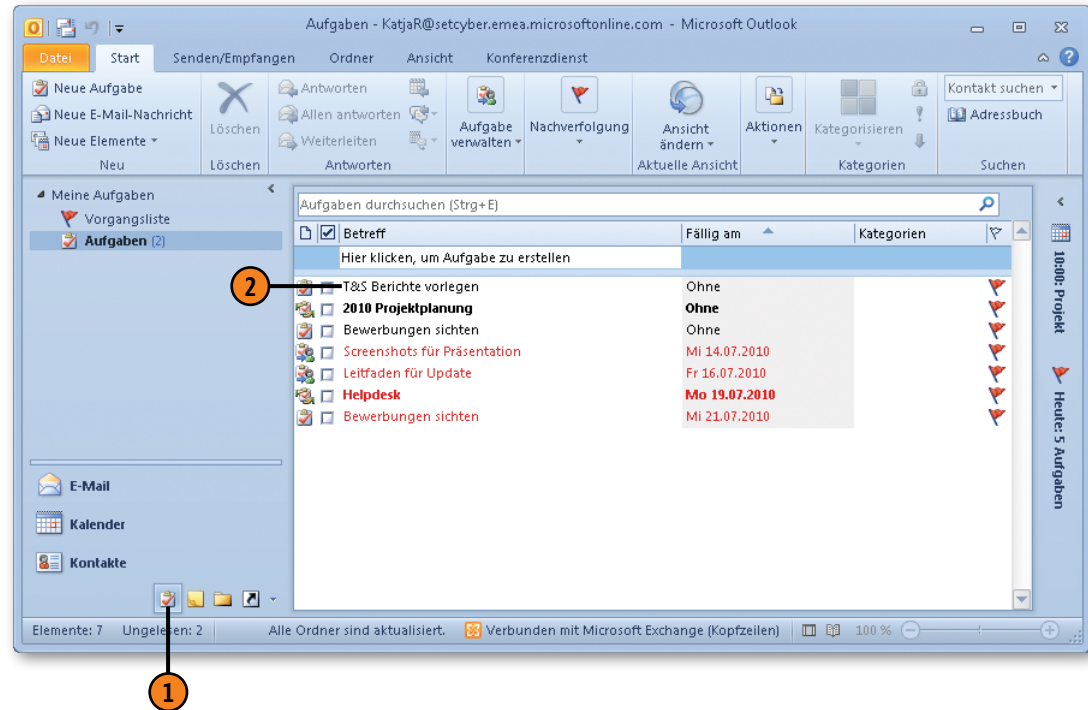 Aufgaben - KatjaR@setcyber.emea.microsoftonline.com - Microsoft Outlook
Datei Start Senden/Empfangen Ordner Ansicht Konferenzdienst
Neue Aufgabe
Neue E-Mail-Nachricht
Neue Elemente
Neu
Löschen
Löschen
Antworten
Allen antworten
Weiterleiten
Antworten
Aufgabe
verwalten
Nachverfolgung
Ansicht
ändern
Aktuelle Ansicht
Aktionen
Kategorisieren
Kategorien
Kontakt suchen
Adressbuch
Suchen
Meine Aufgaben
Vorgangsliste
Aufgaben (2)
E-Mail
Kalender
Kontakte
Aufgaben durchsuchen (Strg+E)
Betreff Fällig am Kategorien
Hier klicken, um Aufgabe zu erstellen
2
T&S Berichte vorlegen Ohne
2010 Projektplanung Ohne
Bewerbungen sichten Ohne
Screenshots für Präsentation Mi 14.07.2010
Leitfaden für Update Fr 16.07.2010
Helpdesk Mo 19.07.2010
Bewerbungen sichten Mi 21.07.2010
10:00: Projekt
Heute: 5 Aufgaben
Elemente: 7 Ungelesen: 2 Alle Ordner sind aktualisiert. Verbunden mit Microsoft Exchange (Kopfzeilen) 100 %
1